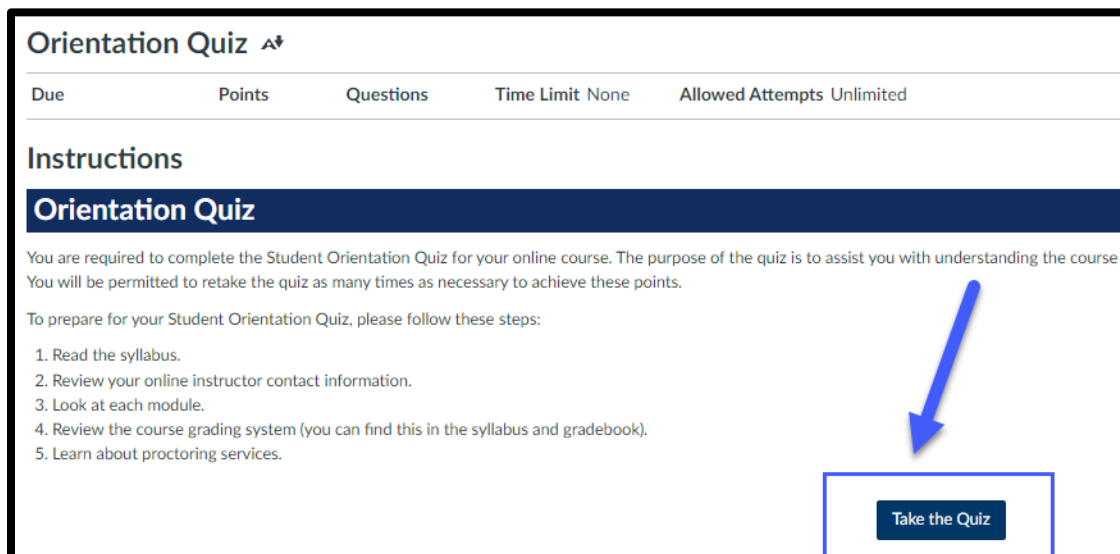 Orientation Quiz
Due Points Questions Time Limit None Allowed Attempts Unlimited
Instructions
Orientation Quiz
You are required to complete the Student Orientation Quiz for your online course. The purpose of the quiz is to assist you with understanding the course
You will be permitted to retake the quiz as many times as necessary to achieve these points.
To prepare for your Student Orientation Quiz, please follow these steps:
1. Read the syllabus.
2. Review your online instructor contact information.
3. Look at each module.
4. Review the course grading system (you can find this in the syllabus and gradebook).
5. Learn about proctoring services.
Take the Quiz